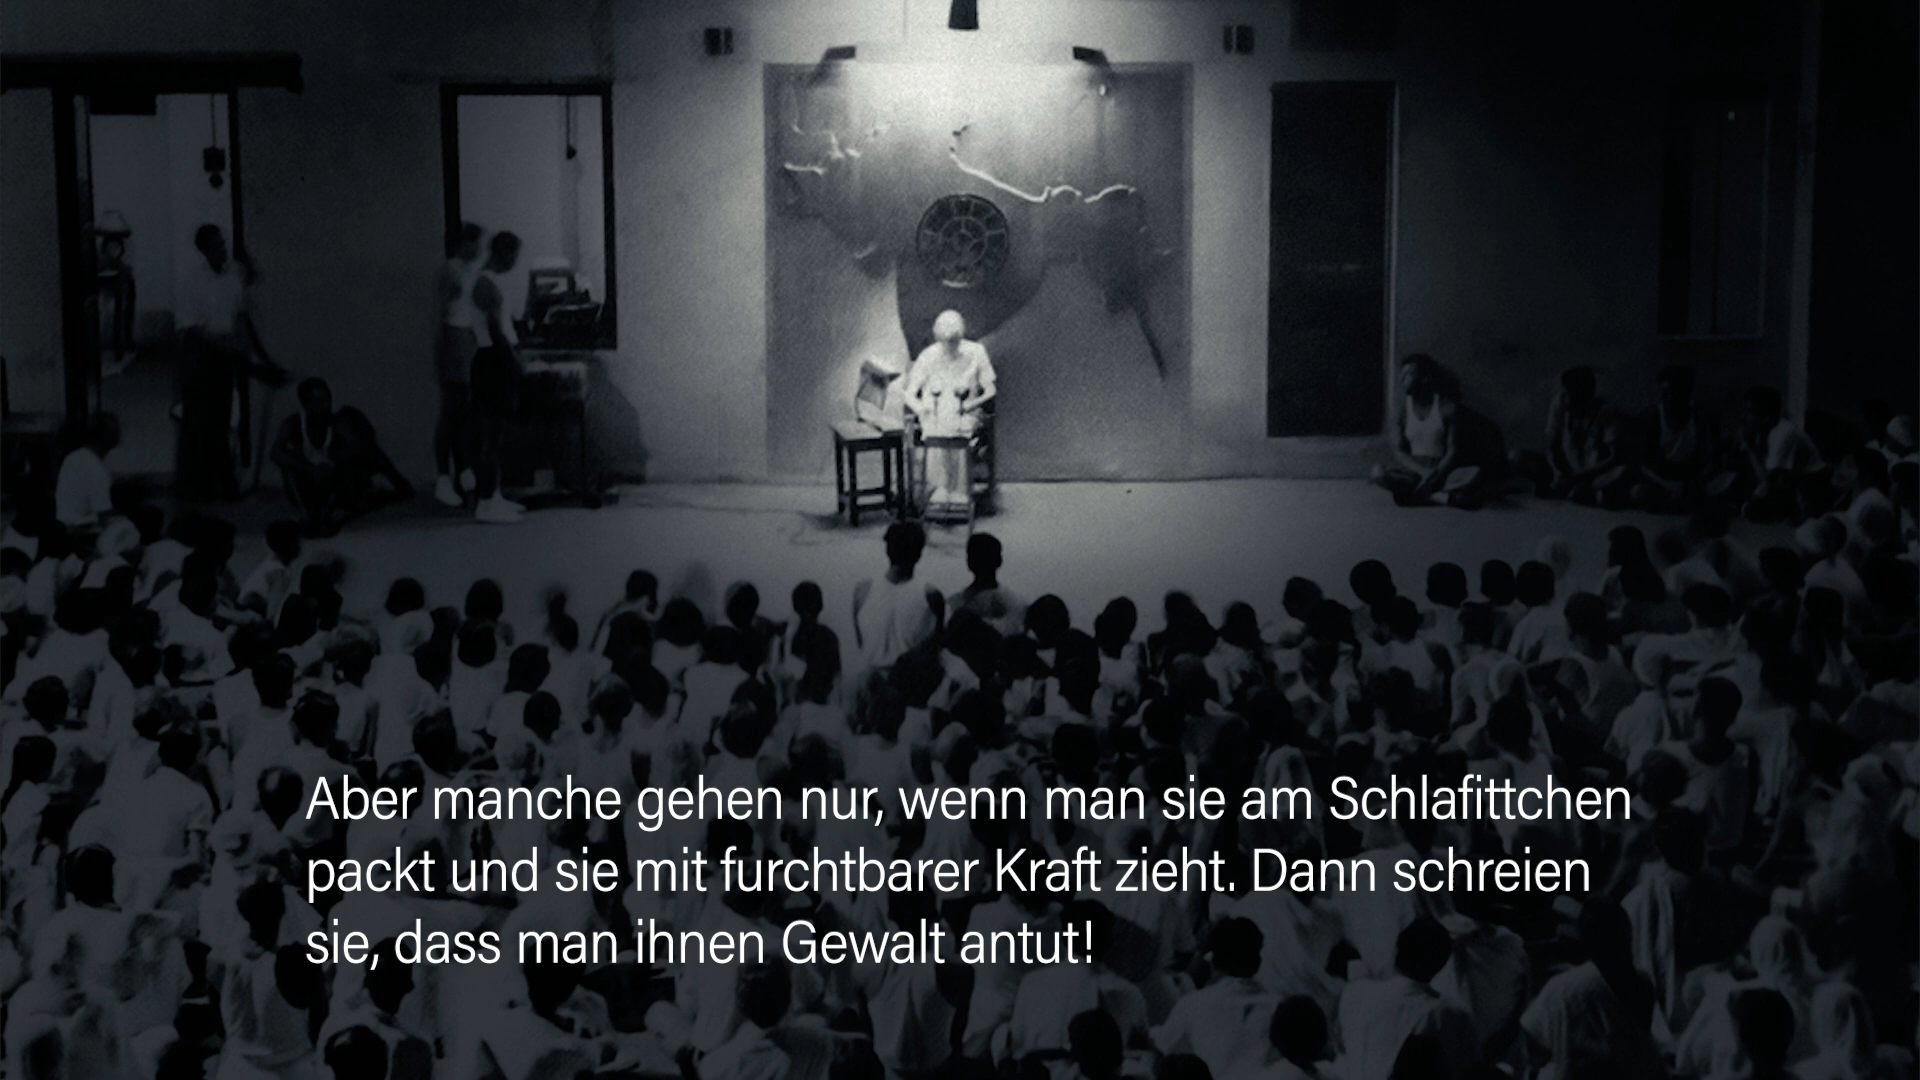 Aber manche gehen nur, wenn man sie am Schlafittchen
packt und sie mit furchtbarer Kraft zieht. Dann schreien
sie, dass man ihnen Gewalt antut!